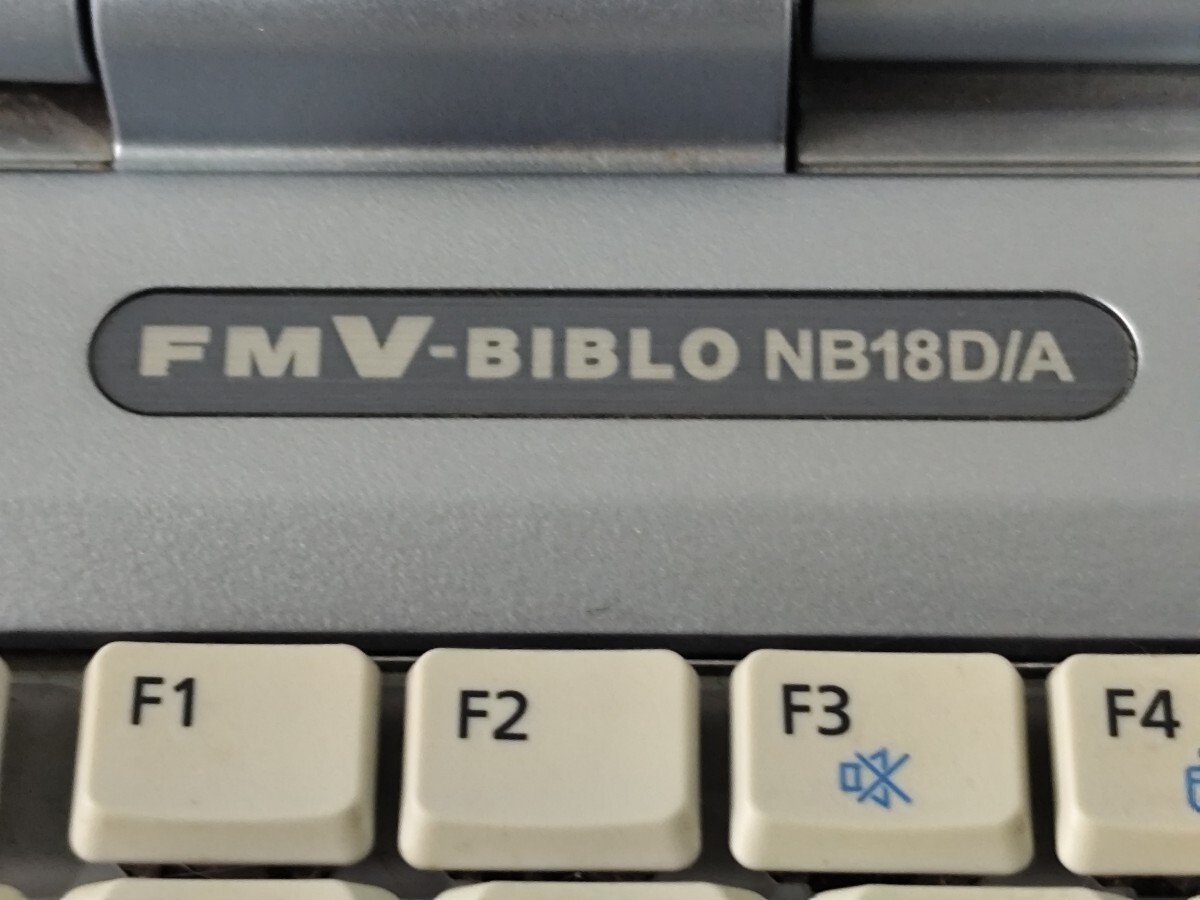 FMV-BIBLO NB18D/A
F1 F2 F3 F4